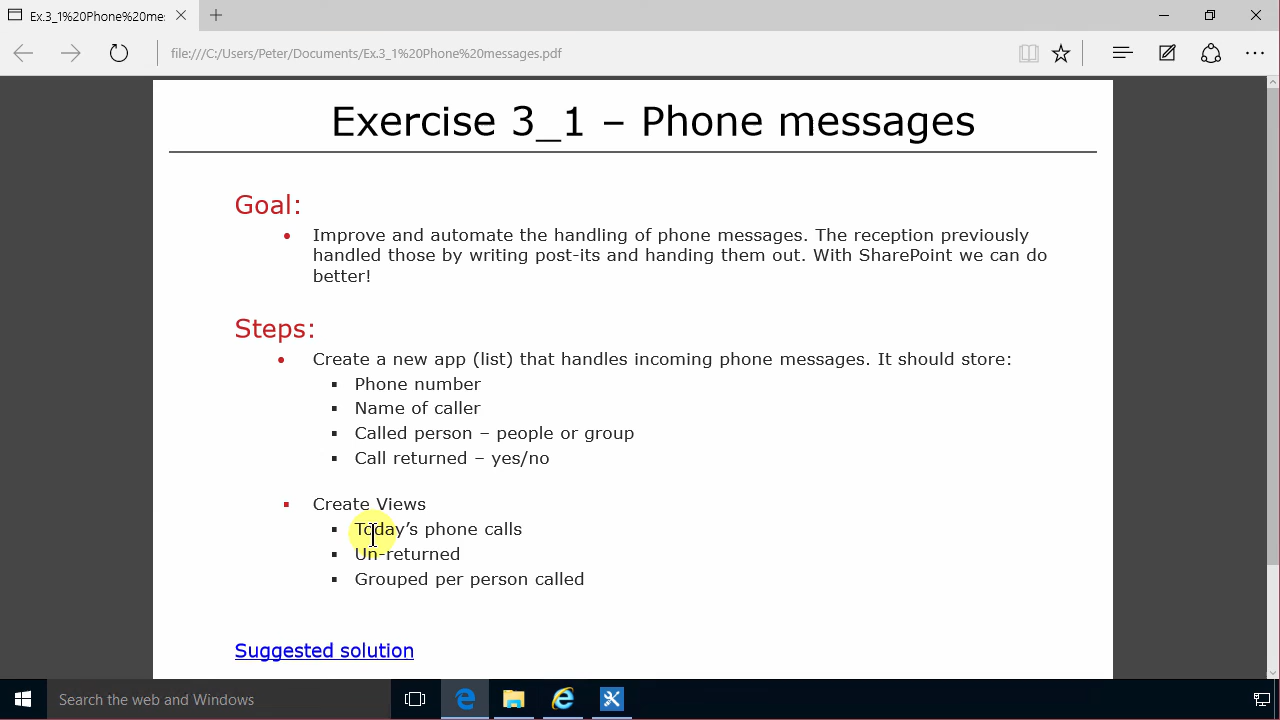 Ex.3_1%20Phone%20me:
file:///C:/Users/Peter/Documents/Ex.3_1%20Phone%20messages.pdf
Exercise 3_1 – Phone messages
Goal:
• Improve and automate the handling of phone messages. The reception previously
handled those by writing post-its and handing them out. With SharePoint we can do
better!
Steps:
• Create a new app (list) that handles incoming phone messages. It should store:
▪ Phone number
▪ Name of caller
▪ Called person – people or group
▪ Call returned – yes/no
▪ Create Views
▪ Today’s phone calls
▪ Un-returned
▪ Grouped per person called
Suggested solution
Search the web and Windows